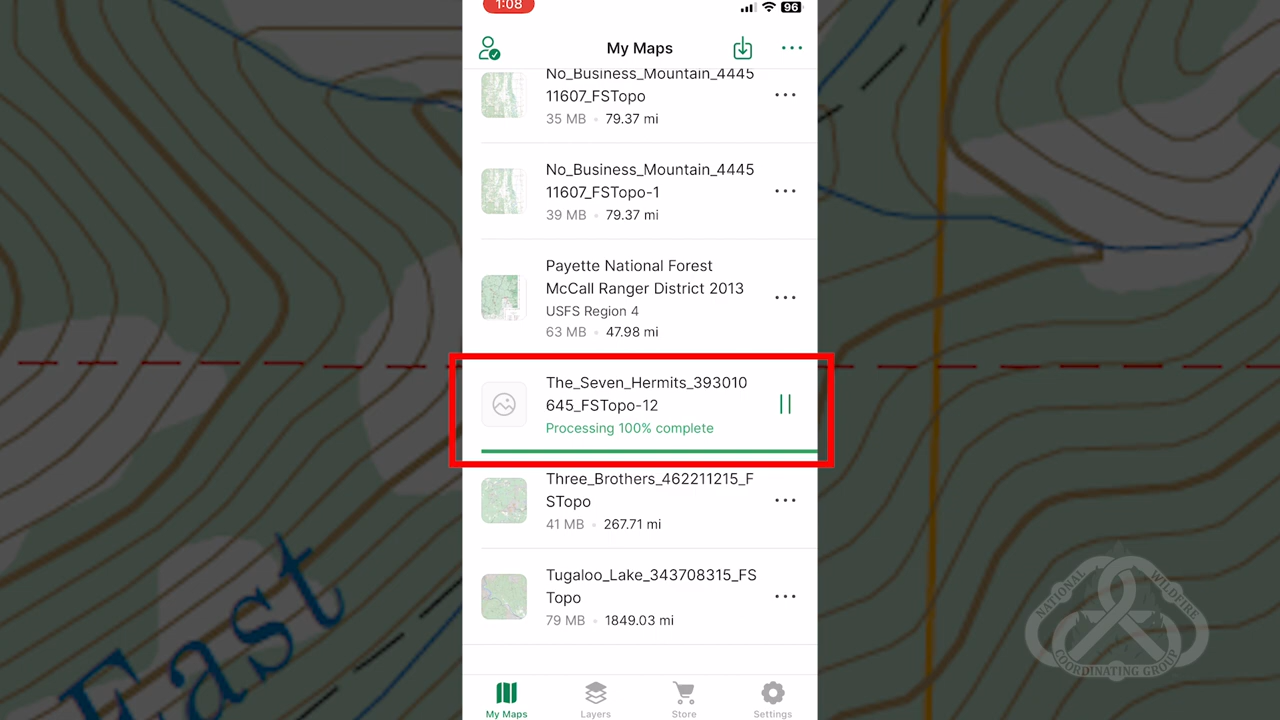 1:08
96
My Maps
No_Business_Mountain_4445
11607_FSTopo
35 MB • 79.37 mi
No_Business_Mountain_4445
11607_FSTopo-1
39 MB • 79.37 mi
Payette National Forest
McCall Ranger District 2013
USFS Region 4
63 MB • 47.98 mi
The_Seven_Hermits_393010
645_FSTopo-12
Processing 100% complete
Three_Brothers_462211215_F
STopo
41 MB • 267.71 mi
Tugaloo_Lake_343708315_FS
Topo
79 MB • 1849.03 mi
My Maps
Layers
Store
Settings
East
NATIONAL WILDFIRE
COORDINATING GROUP